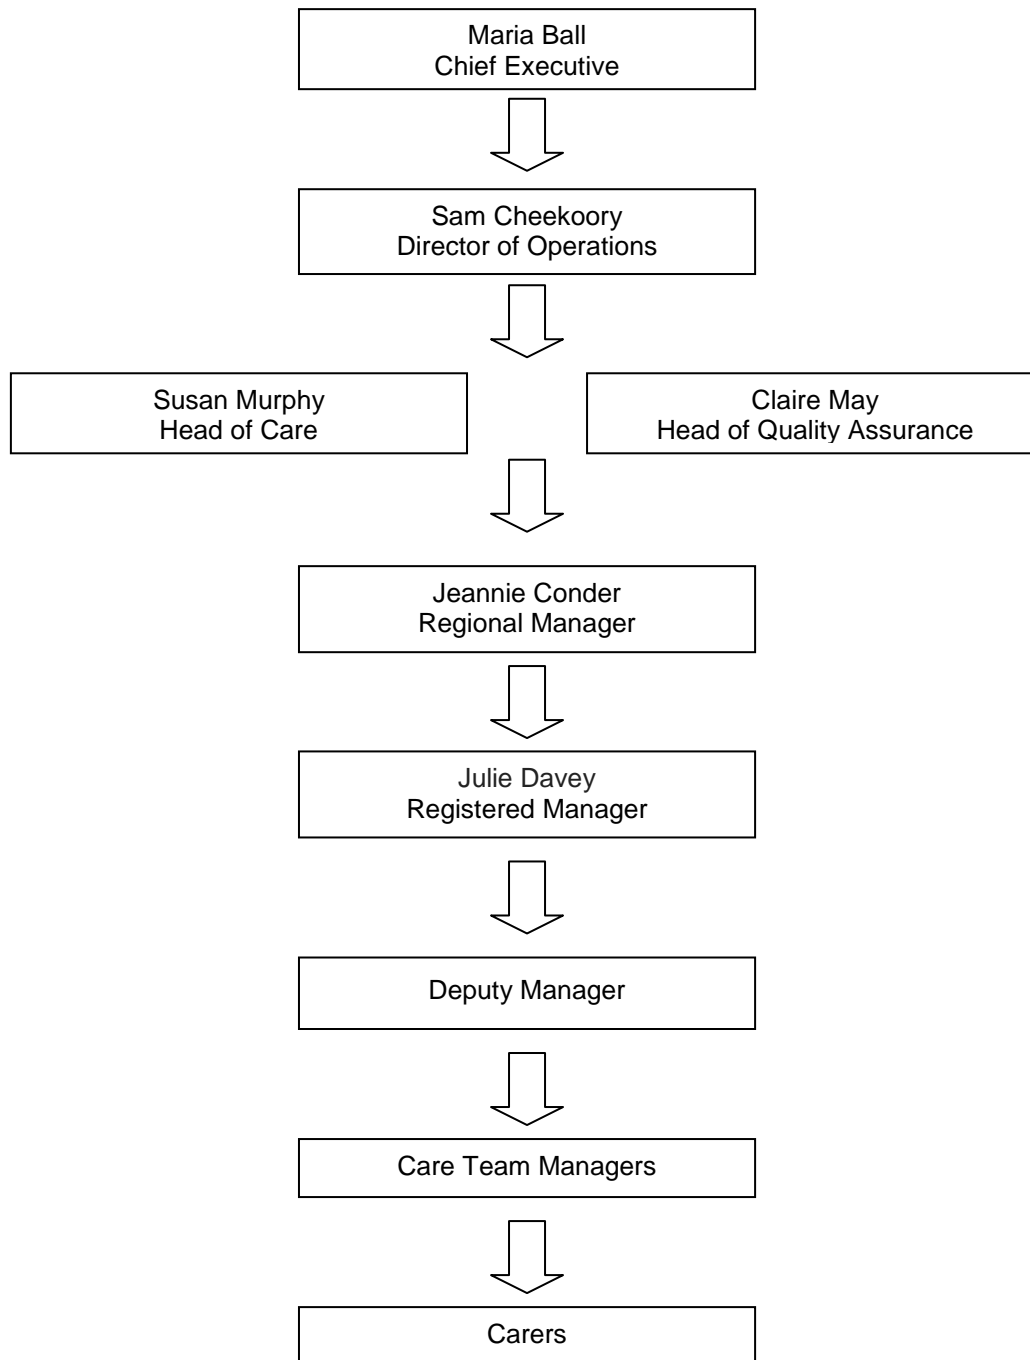 Maria Ball
Chief Executive
Sam Cheekoory
Director of Operations
Susan Murphy
Head of Care
Claire May
Head of Quality Assurance
Jeannie Conder
Regional Manager
Julie Davey
Registered Manager
Deputy Manager
Care Team Managers
Carers